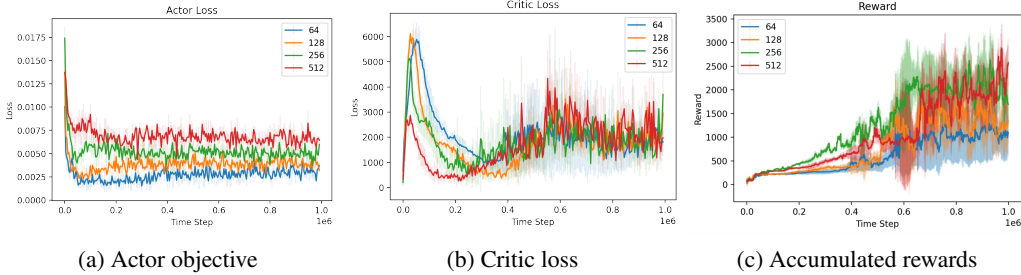 Actor Loss
0.0175
0.0150
0.0125
0.0100
0.0075
0.0050
0.0025
0.0000
Loss
0.0 0.2 0.4 0.6 0.8 1.0
1e6
Time Step
64
128
256
512
(a) Actor objective
Critic Loss
6000
5000
4000
3000
2000
1000
0
Loss
0.0 0.2 0.4 0.6 0.8 1.0
1e6
Time Step
64
128
256
512
(b) Critic loss
Reward
3500
3000
2500
2000
1500
1000
500
0
Reward
0.0 0.2 0.4 0.6 0.8 1.0
1e6
Time Step
64
128
256
512
(c) Accumulated rewards